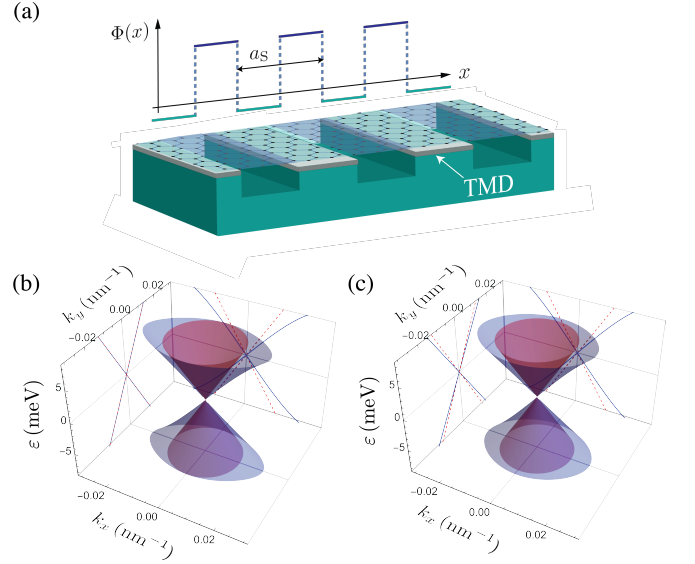 (a)
Φ(x)
a_S
x
TMD
(b)
k_y (nm⁻¹)
0.02
0.00
−0.02
ε (meV)
5
0
−5
−0.02
0.00
0.02
k_x (nm⁻¹)
(c)
k_y (nm⁻¹)
0.02
0.00
−0.02
ε (meV)
5
0
−5
−0.02
0.00
0.02
k_x (nm⁻¹)